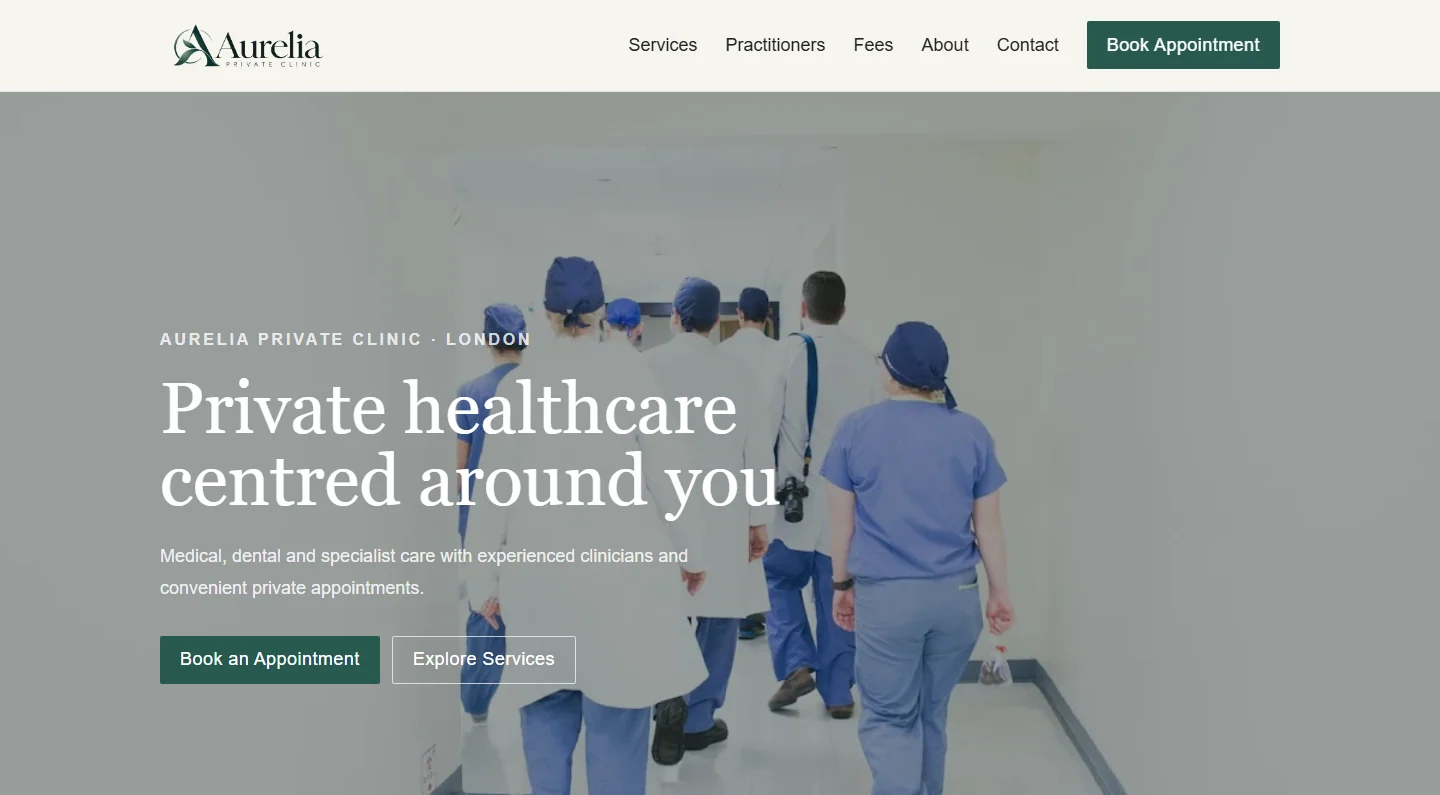 Aurelia
PRIVATE CLINIC
Services
Practitioners
Fees
About
Contact
Book Appointment
AURELIA PRIVATE CLINIC · LONDON
Private healthcare
centred around you
Medical, dental and specialist care with experienced clinicians and
convenient private appointments.
Book an Appointment
Explore Services